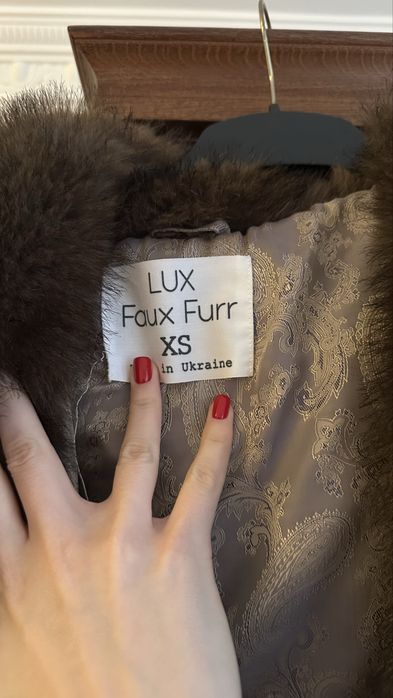 LUX
Faux Furr
XS
in Ukraine